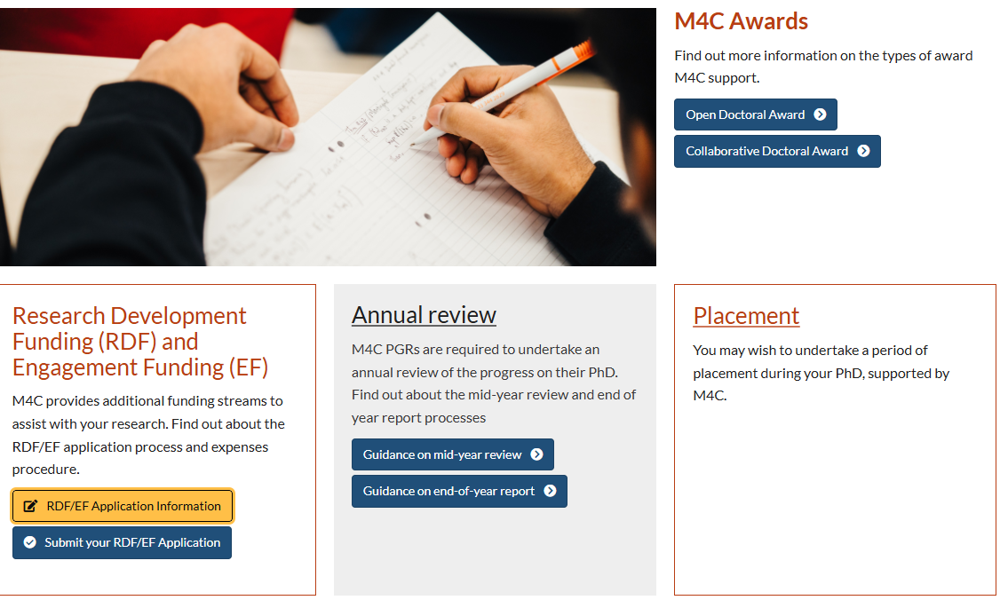 M4C Awards
Find out more information on the types of award
M4C support.
Open Doctoral Award
Collaborative Doctoral Award
Research Development
Funding (RDF) and
Engagement Funding (EF)
M4C provides additional funding streams to
assist with your research. Find out about the
RDF/EF application process and expenses
procedure.
RDF/EF Application Information
Submit your RDF/EF Application
Annual review
M4C PGRs are required to undertake an
annual review of the progress on their PhD.
Find out about the mid-year review and end of
year report processes
Guidance on mid-year review
Guidance on end-of-year report
Placement
You may wish to undertake a period of
placement during your PhD, supported by
M4C.